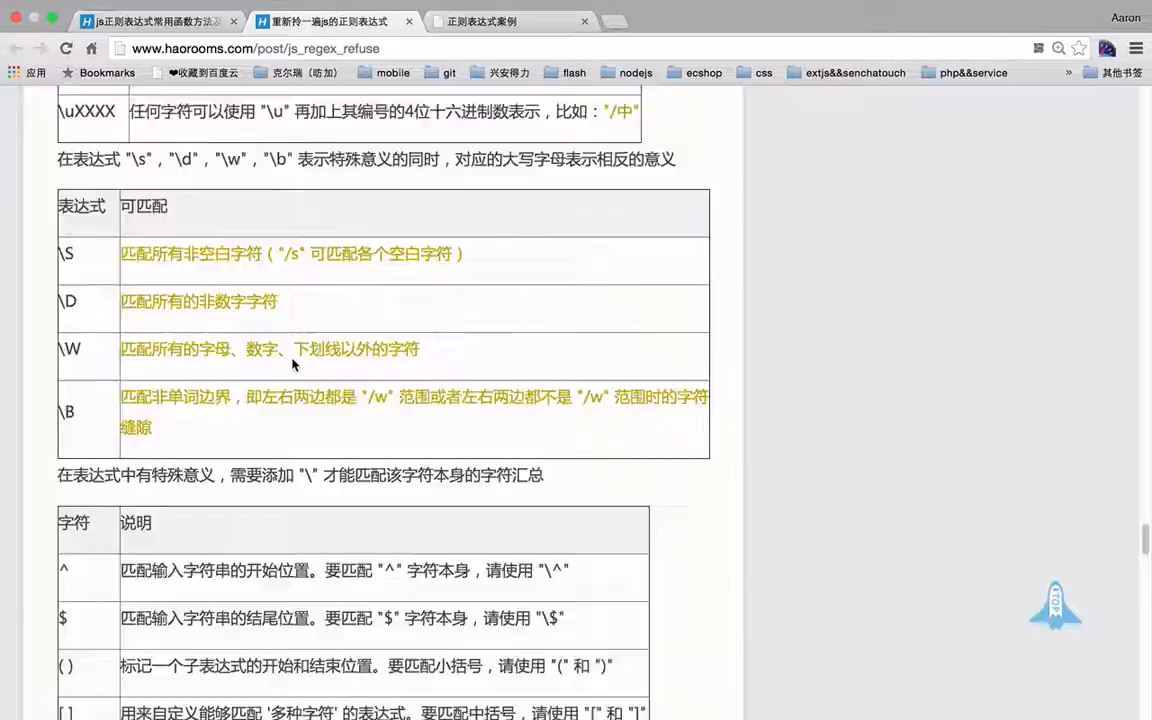 js正则表达式常用函数方法及
重新拎一遍js的正则表达式
正则表达式案例
Aaron
www.haorooms.com/post/js_regex_refuse
应用
Bookmarks
❤收藏到百度云
克尔瑞（昉加）
mobile
git
兴安得力
flash
nodejs
ecshop
css
extjs&&senchatouch
php&&service
»
其他书签
\uXXXX 任何字符可以使用 "\u" 再加上其编号的4位十六进制数表示，比如："/中"
在表达式 "\s"，"\d"，"\w"，"\b" 表示特殊意义的同时，对应的大写字母表示相反的意义
表达式 可匹配
\S 匹配所有非空白字符（"/s" 可匹配各个空白字符）
\D 匹配所有的非数字字符
\W 匹配所有的字母、数字、下划线以外的字符
\B 匹配非单词边界，即左右两边都是 "/w" 范围或者左右两边都不是 "/w" 范围时的字符
缝隙
在表达式中有特殊意义，需要添加 "\" 才能匹配该字符本身的字符汇总
字符 说明
^ 匹配输入字符串的开始位置。要匹配 "^" 字符本身，请使用 "\^"
$ 匹配输入字符串的结尾位置。要匹配 "$" 字符本身，请使用 "\$"
( ) 标记一个子表达式的开始和结束位置。要匹配小括号，请使用 "(" 和 ")"
[ ] 用来自定义能够匹配 '多种字符' 的表达式。要匹配中括号，请使用 "[" 和 "]"
TOP